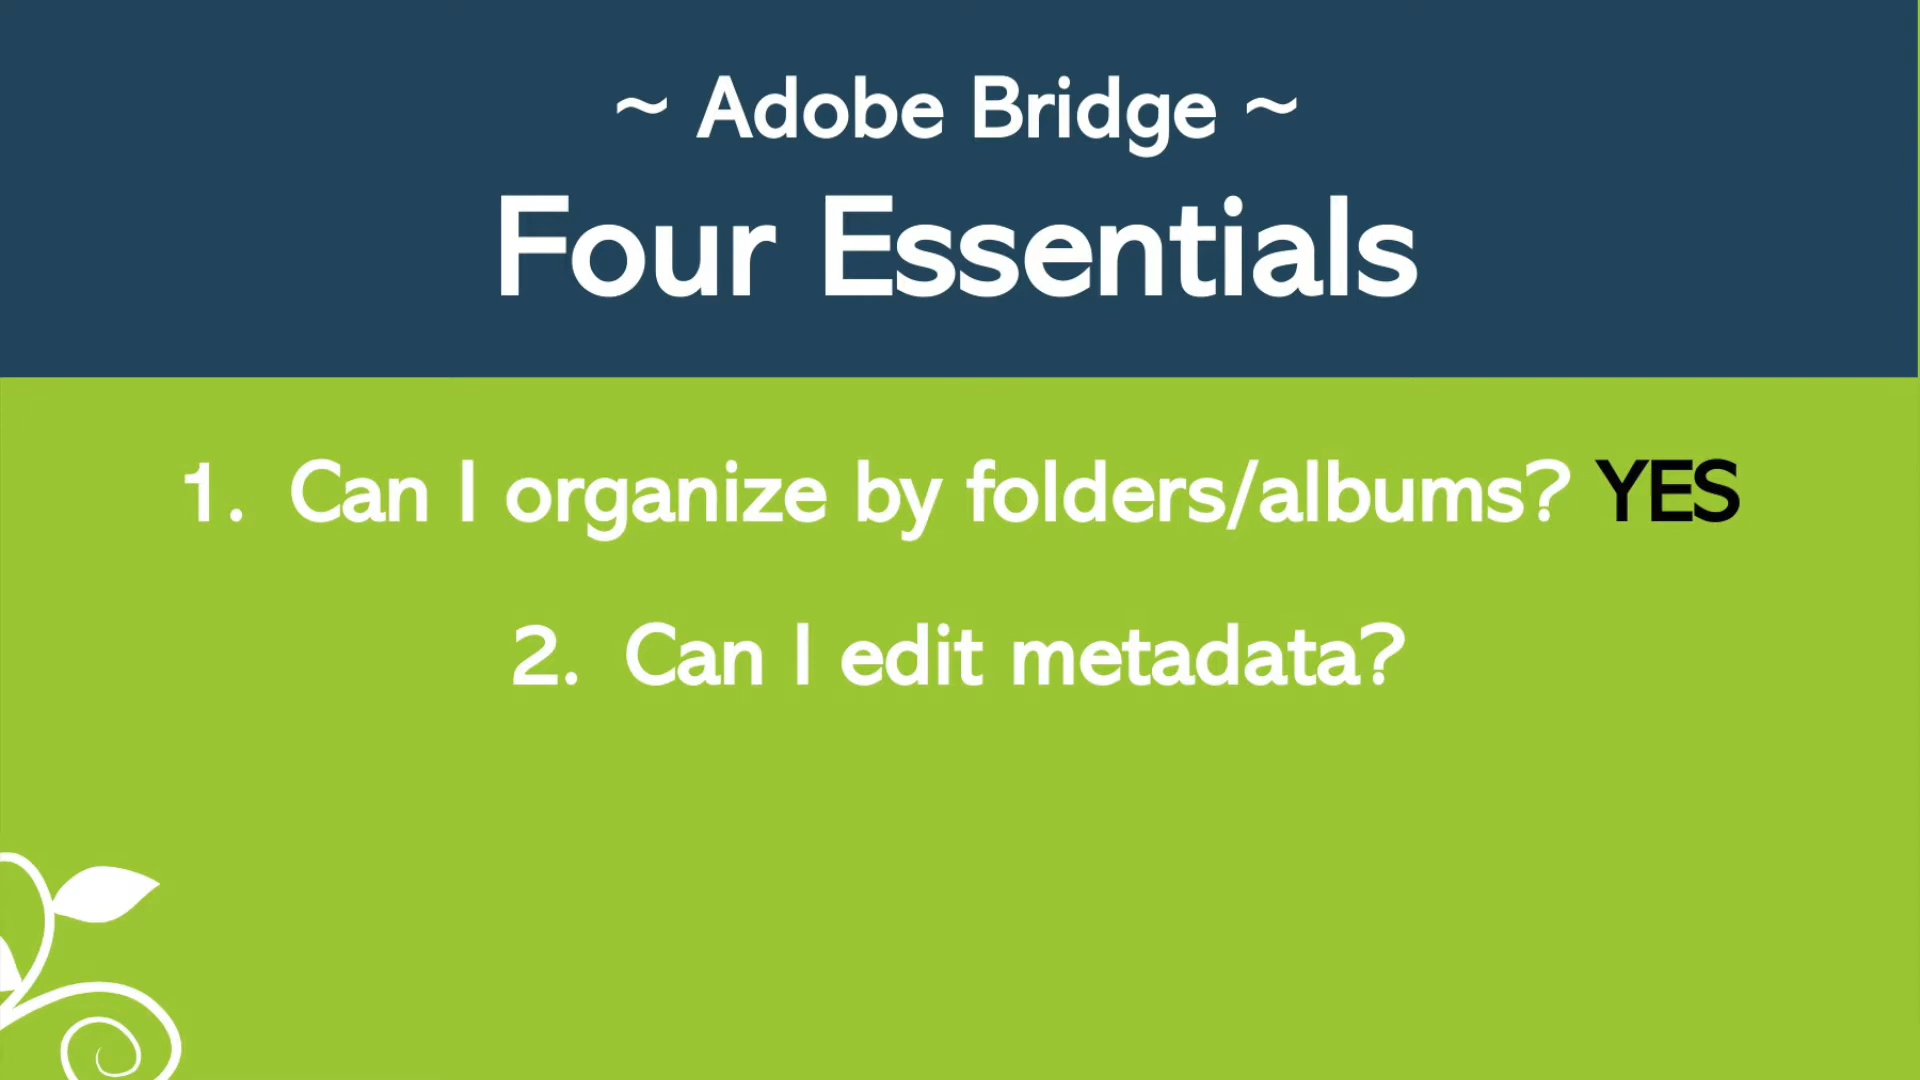 ~ Adobe Bridge ~
Four Essentials
1. Can I organize by folders/albums? YES
2. Can I edit metadata?